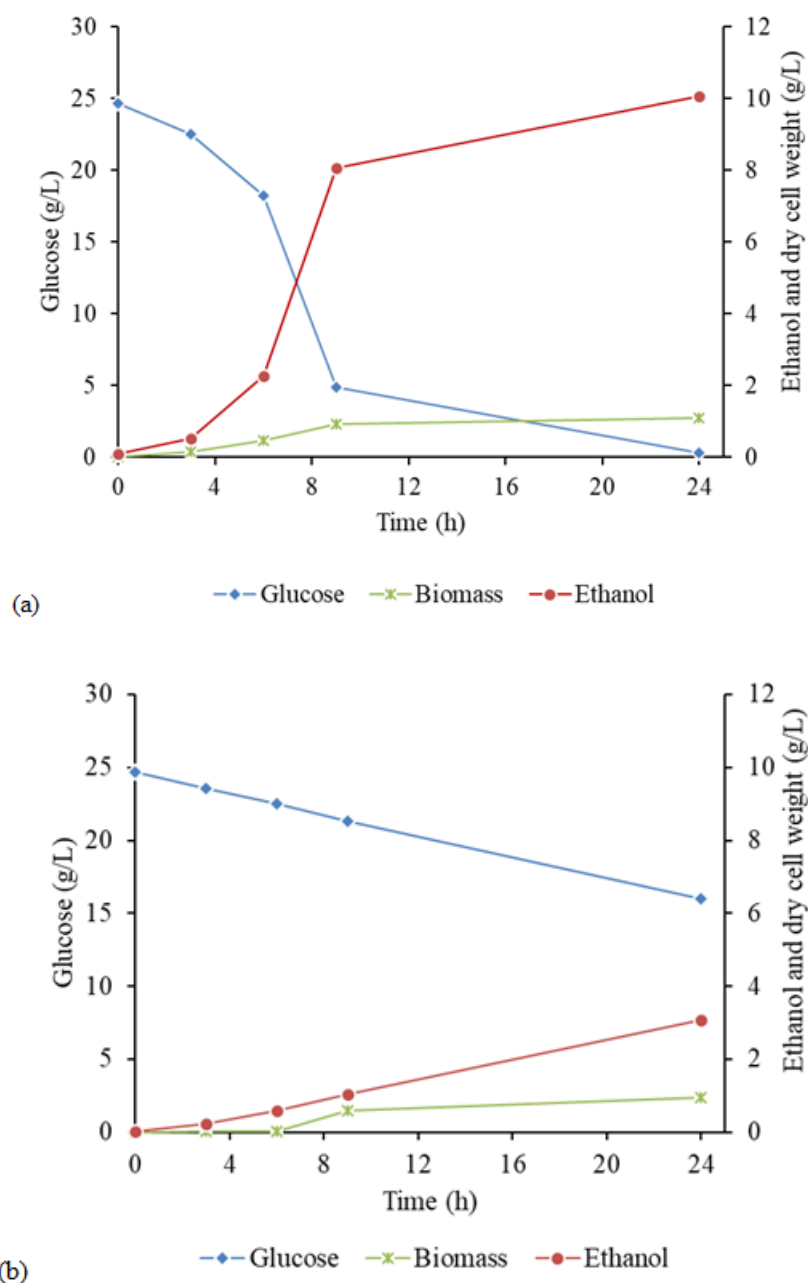 30
25
20
15
10
5
0
Glucose (g/L)
12
10
8
6
4
2
0
Ethanol and dry cell weight (g/L)
0 4 8 12 16 20 24
Time (h)
Glucose Biomass Ethanol
(a)
30
25
20
15
10
5
0
Glucose (g/L)
12
10
8
6
4
2
0
Ethanol and dry cell weight (g/L)
0 4 8 12 16 20 24
Time (h)
Glucose Biomass Ethanol
(b)